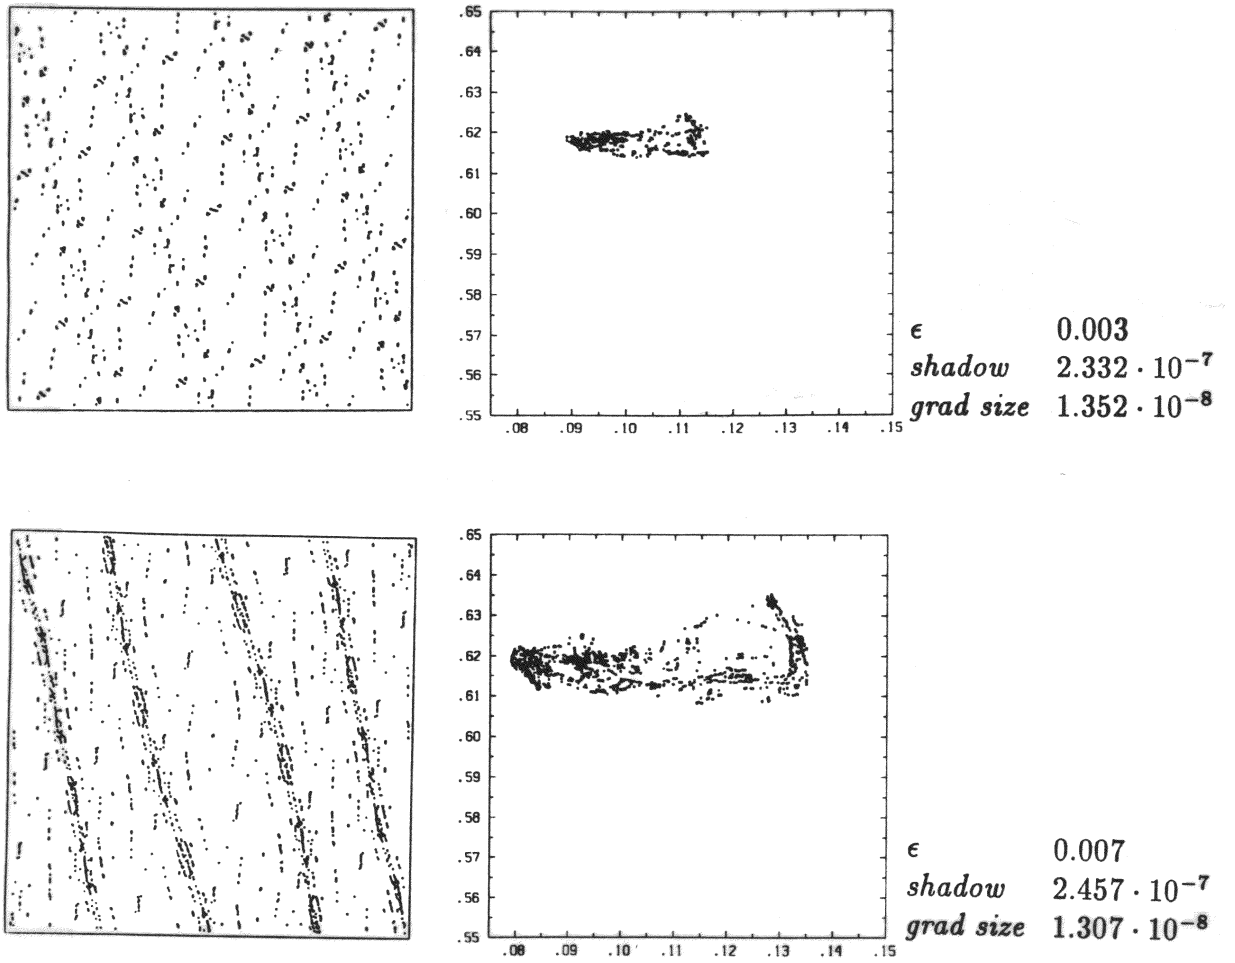 .65
.64
.63
.62
.61
.60
.59
.58
.57
.56
.55
.08 .09 .10 .11 .12 .13 .14 .15
ϵ 0.003
shadow 2.332 · 10⁻⁷
grad size 1.352 · 10⁻⁸
.65
.64
.63
.62
.61
.60
.59
.58
.57
.56
.55
.08 .09 .10 .11 .12 .13 .14 .15
ϵ 0.007
shadow 2.457 · 10⁻⁷
grad size 1.307 · 10⁻⁸